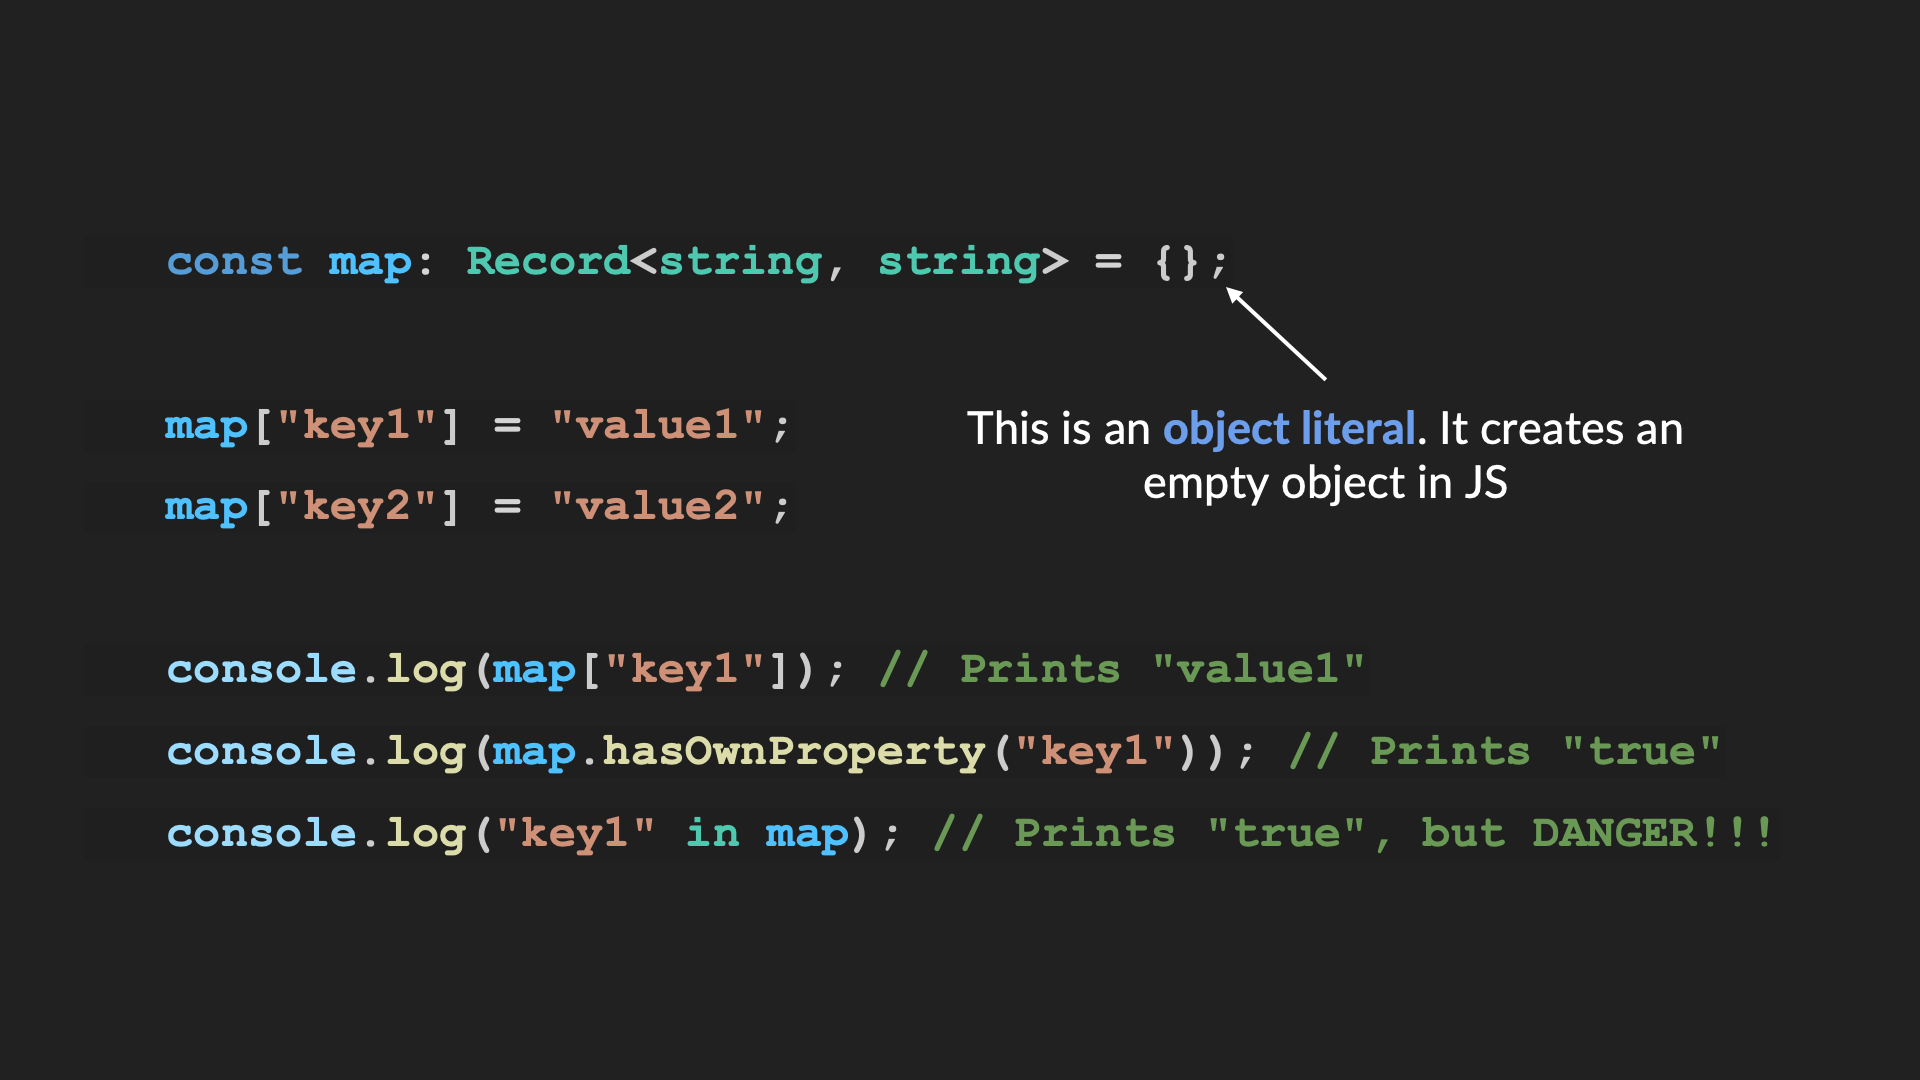 const map: Record<string, string> = {};
map["key1"] = "value1";
map["key2"] = "value2";
This is an object literal. It creates an
empty object in JS
console.log(map["key1"]); // Prints "value1"
console.log(map.hasOwnProperty("key1")); // Prints "true"
console.log("key1" in map); // Prints "true", but DANGER!!!